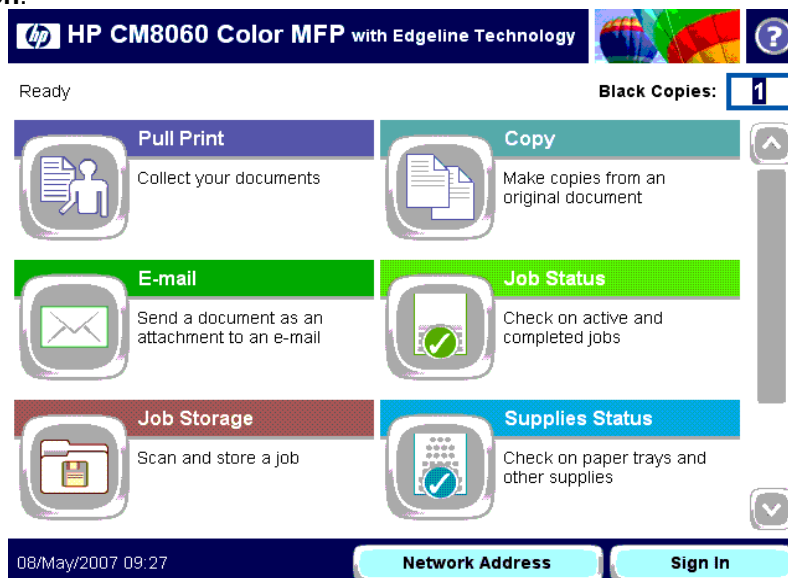 n.
hp HP CM8060 Color MFP with Edgeline Technology ?
Ready Black Copies: 1
Pull Print
Collect your documents
Copy
Make copies from an
original document
E-mail
Send a document as an
attachment to an e-mail
Job Status
Check on active and
completed jobs
Job Storage
Scan and store a job
Supplies Status
Check on paper trays and
other supplies
08/May/2007 09:27 Network Address Sign In